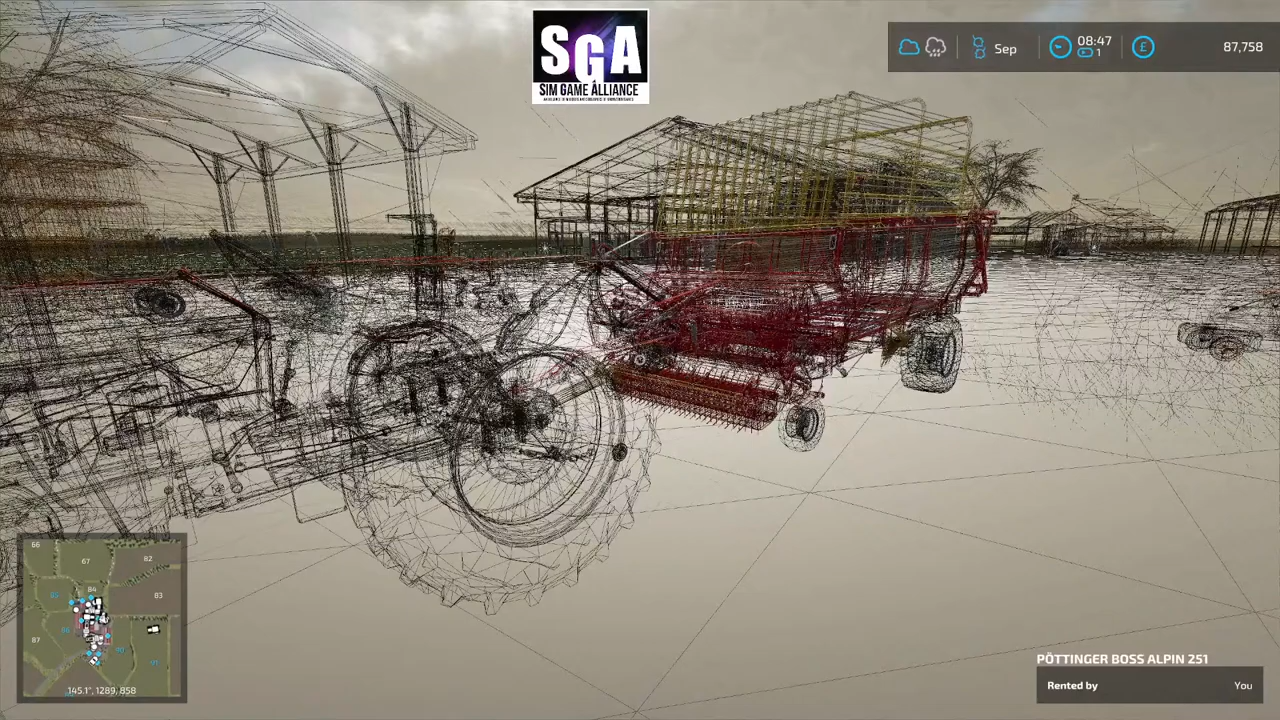 SGA
SIM GAME ALLIANCE
Sep
08:47
1
£
87,758
66
67
82
84
83
87
145.1°, 1289, 858
PÖTTINGER BOSS ALPIN 251
Rented by
You